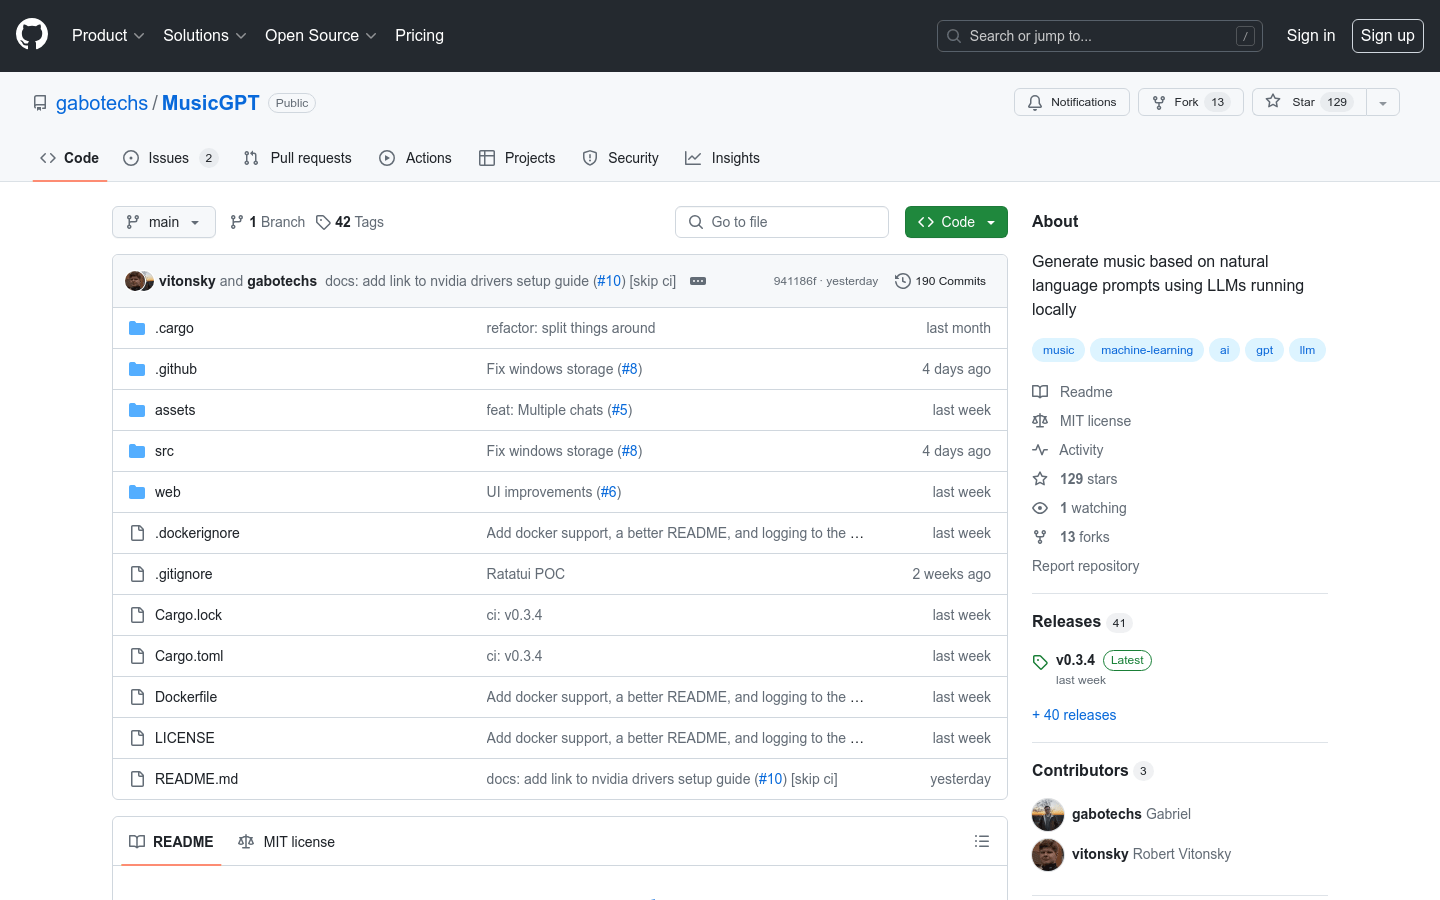 Product Solutions Open Source Pricing Search or jump to... / Sign in Sign up
gabotechs / MusicGPT Public Notifications Fork 13 Star 129
Code Issues 2 Pull requests Actions Projects Security Insights
main 1 Branch 42 Tags Go to file Code
vitonsky and gabotechs docs: add link to nvidia drivers setup guide (#10) [skip ci] 941186f · yesterday 190 Commits
.cargo refactor: split things around last month
.github Fix windows storage (#8) 4 days ago
assets feat: Multiple chats (#5) last week
src Fix windows storage (#8) 4 days ago
web UI improvements (#6) last week
.dockerignore Add docker support, a better README, and logging to the … last week
.gitignore Ratatui POC 2 weeks ago
Cargo.lock ci: v0.3.4 last week
Cargo.toml ci: v0.3.4 last week
Dockerfile Add docker support, a better README, and logging to the … last week
LICENSE Add docker support, a better README, and logging to the … last week
README.md docs: add link to nvidia drivers setup guide (#10) [skip ci] yesterday
README MIT license
About
Generate music based on natural
language prompts using LLMs running
locally
music machine-learning ai gpt llm
Readme
MIT license
Activity
129 stars
1 watching
13 forks
Report repository
Releases 41
v0.3.4 Latest
last week
+ 40 releases
Contributors 3
gabotechs Gabriel
vitonsky Robert Vitonsky